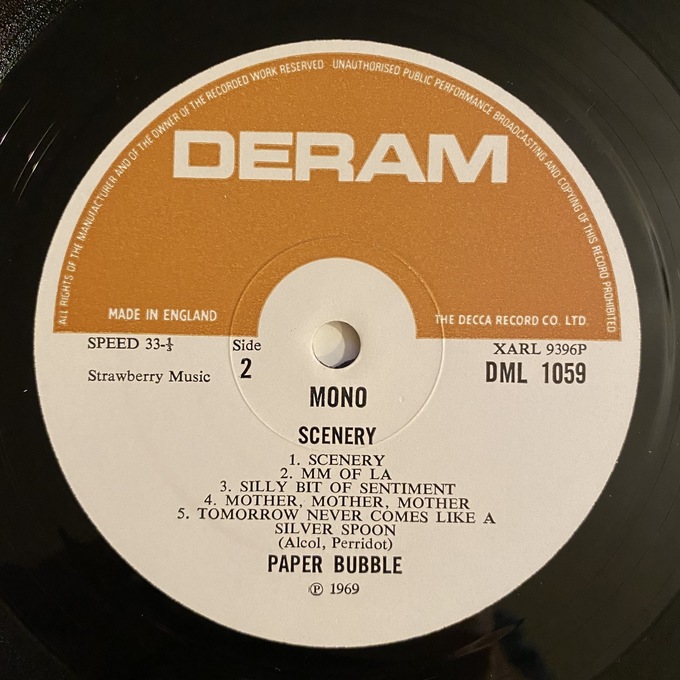 ALL RIGHTS OF THE MANUFACTURER AND OF THE OWNER OF THE RECORDED WORK RESERVED · UNAUTHORISED PUBLIC PERFORMANCE BROADCASTING AND COPYING OF THIS RECORD PROHIBITED
DERAM
MADE IN ENGLAND
THE DECCA RECORD CO. LTD.
SPEED 33-⅓
Side
2
XARL 9396P
Strawberry Music
DML 1059
MONO
SCENERY
1. SCENERY
2. MM OF LA
3. SILLY BIT OF SENTIMENT
4. MOTHER, MOTHER, MOTHER
5. TOMORROW NEVER COMES LIKE A
SILVER SPOON
(Alcol, Perridot)
PAPER BUBBLE
℗ 1969